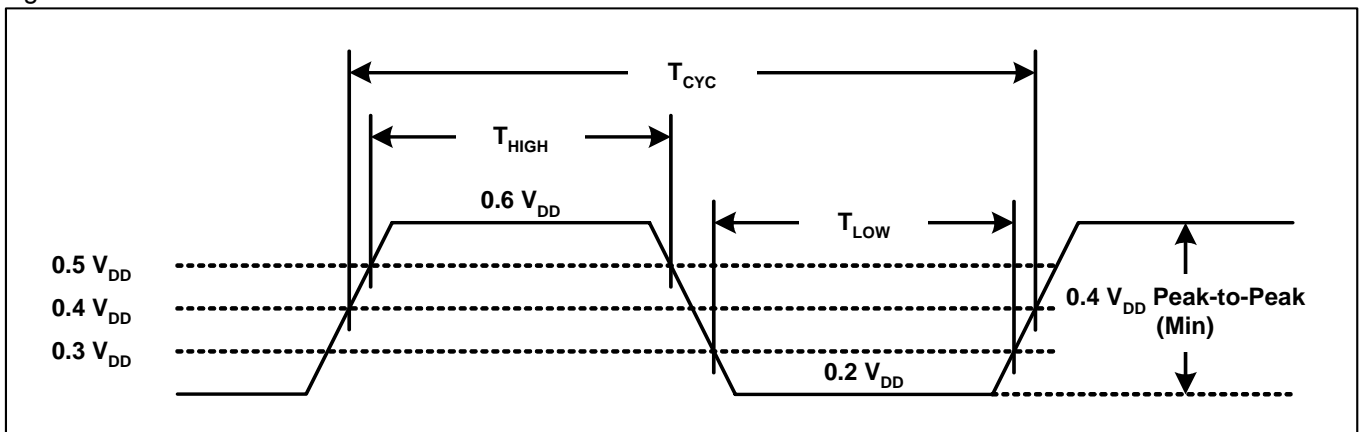 T_CYC
T_HIGH
0.6 V_DD
T_LOW
0.5 V_DD
0.4 V_DD
0.3 V_DD
0.4 V_DD Peak-to-Peak
(Min)
0.2 V_DD